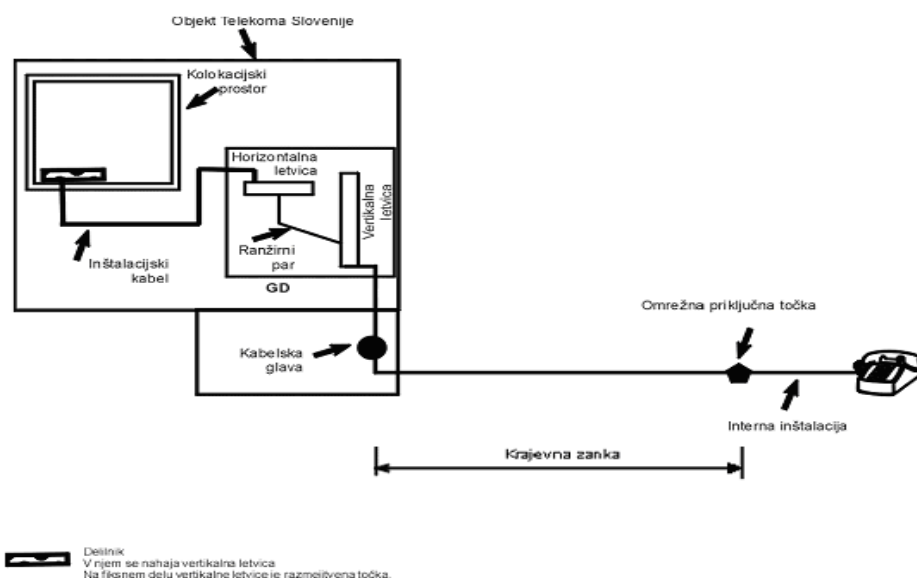 Objekt Telekoma Slovenije
Kolokacijski
prostor
Horizontalna
letvica
Vertikalna
letvica
Ranžirni
par
Inštalacijski
kabel
GD
Omrežna priključna točka
Kabelska
glava
Interna inštalacija
Krajevna zanka
Delilnik
V njem se nahaja vertikalna letvica
Na fiksnem delu vertikalne letvice je razmejitvena točka.